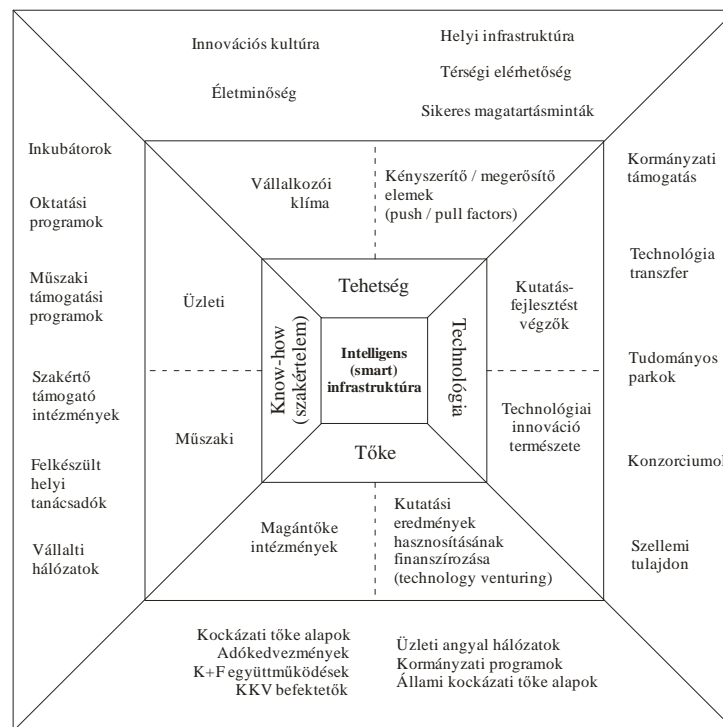 Innovációs kultúra
Életminőség
Helyi infrastruktúra
Térségi elérhetőség
Sikeres magatartásminták
Inkubátorok
Oktatási
programok
Műszaki
támogatási
programok
Szakértő
támogató
intézmények
Felkészült
helyi
tanácsadók
Vállalti
hálózatok
Vállalkozói
klíma
Kényszerítő / megerősítő
elemek
(push / pull factors)
Üzleti
Műszaki
Tehetség
Know-how
(szakértelem)
Intelligens
(smart)
infrastruktúra
Technológia
Tőke
Kutatás-
fejlesztést
végzők
Technológiai
innováció
természete
Magántőke
intézmények
Kutatási
eredmények
hasznosításának
finanszírozása
(technology venturing)
Kormányzati
támogatás
Technológia
transzfer
Tudományos
parkok
Konzorciumok
Szellemi
tulajdon
Kockázati tőke alapok
Adókedvezmények
K+F együttműködések
KKV befektetők
Üzleti angyal hálózatok
Kormányzati programok
Állami kockázati tőke alapok